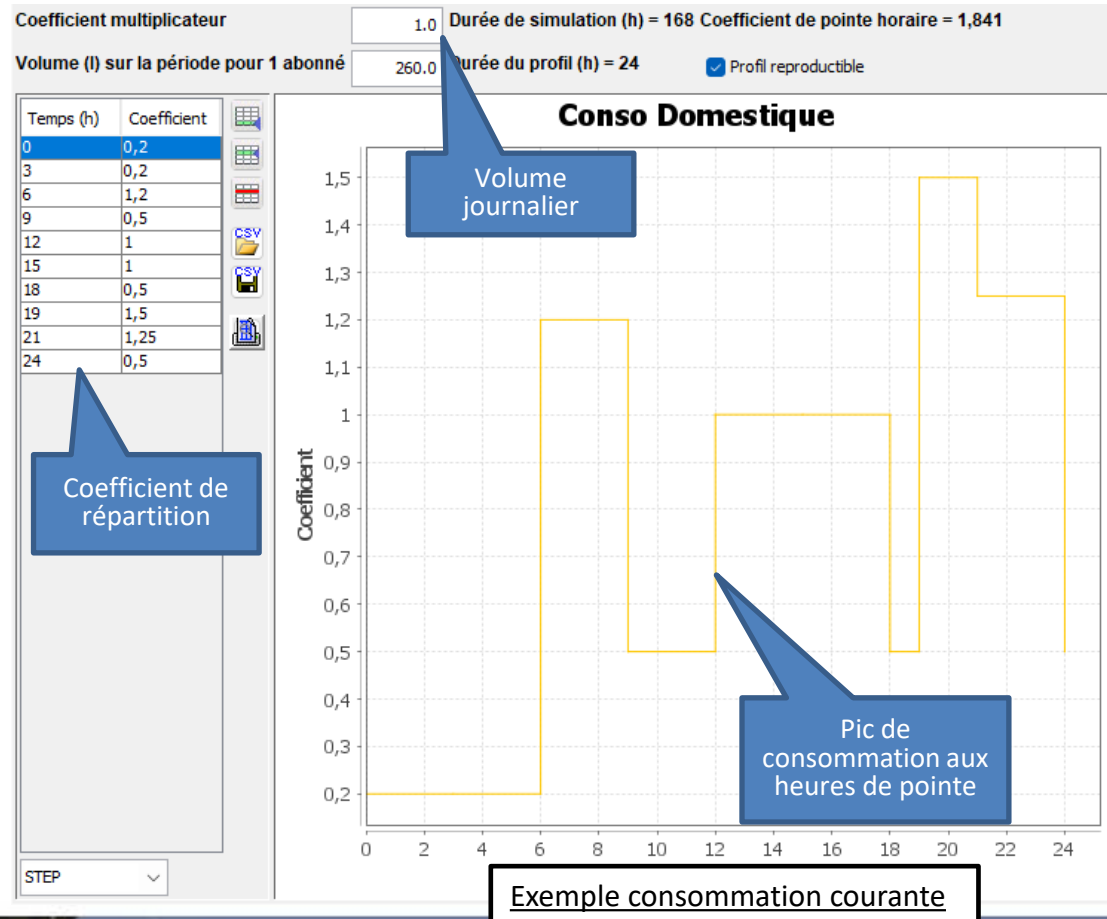 Coefficient multiplicateur 1.0 Durée de simulation (h) = 168 Coefficient de pointe horaire = 1,841
Volume (l) sur la période pour 1 abonné 260.0 Durée du profil (h) = 24 Profil reproductible
Temps (h) Coefficient
0 0,2
3 0,2
6 1,2
9 0,5
12 1
15 1
18 0,5
19 1,5
21 1,25
24 0,5
CSV
CSV
Coefficient de
répartition
STEP
Conso Domestique
Volume
journalier
Coefficient
1,5
1,4
1,3
1,2
1,1
1
0,9
0,8
0,7
0,6
0,5
0,4
0,3
0,2
Pic de
consommation aux
heures de pointe
0 2 4 6 8 10 12 14 16 18 20 22 24
Exemple consommation courante